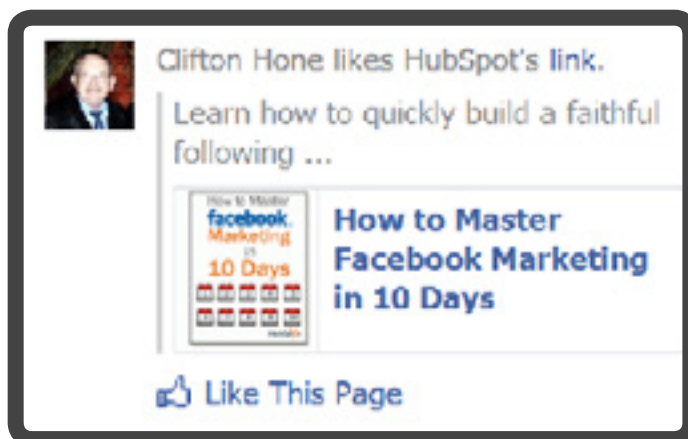 Clifton Hone likes HubSpot's link.
Learn how to quickly build a faithful
following ...
How to Master
facebook.
Marketing
in
10 Days
How to Master
Facebook Marketing
in 10 Days
Like This Page